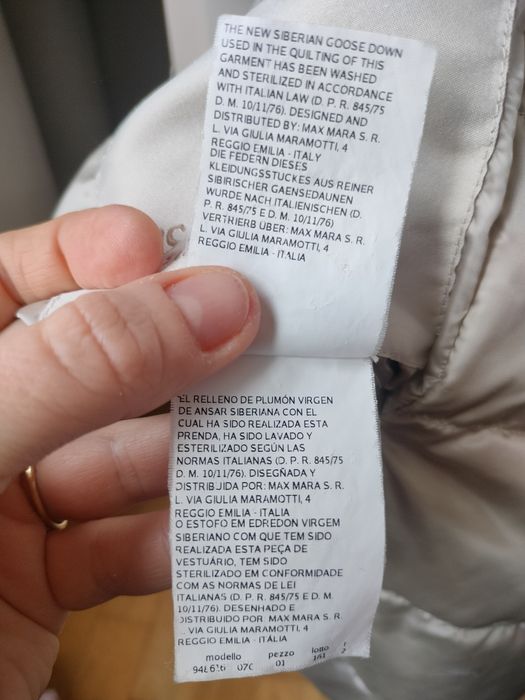 THE NEW SIBERIAN GOOSE DOWN
USED IN THE QUILTING OF THIS
GARMENT HAS BEEN WASHED
AND STERILIZED IN ACCORDANCE
WITH ITALIAN LAW (D. P. R. 845/75
D. M. 10/11/76). DESIGNED AND
DISTRIBUTED BY: MAX MARA S. R.
L. VIA GIULIA MARAMOTTI, 4
REGGIO EMILIA - ITALY
DIE FEDERN DIESES
KLEIDUNGSSTUCKES AUS REINER
SIBIRISCHER GAENSEDAUNEN
WURDE NACH ITALIENISCHEN (D.
P. R. 845/75 E D. M. 10/11/76)
VERTRIERB ÜBER: MAX MARA S. R.
L. VIA GIULIA MARAMOTTI, 4
REGGIO EMILIA - ITALIA
EL RELLENO DE PLUMÓN VIRGEN
DE ANSAR SIBERIANA CON EL
CUAL HA SIDO REALIZADA ESTA
PRENDA, HA SIDO LAVADO Y
ESTERILIZADO SEGÚN LAS
NORMAS ITALIANAS (D. P. R. 845/75
D. M. 10/11/76). DISEGÑADA Y
DISTRIBJIDA POR: MAX MARA S. R.
L. VIA GIULIA MARAMOTTI, 4
REGGIO EMILIA - ITALIA
O ESTOFO EM EDREDON VIRGEM
SIBERIANO COM QUE TEM SIDO
REALIZADA ESTA PEÇA DE
VESTUÁRIO, TEM SIDO
STERILIZADO EM CONFORMIDADE
COM AS NORMAS DE LEI
ITALIANAS (D. P. R. 845/75 E D. M.
10/11/76). DESENHADO E
DISTRIBUIDO POR: MAX MARA S. R.
L. VIA GIULIA MARAMOTTI, 4
REGGIO EMILIA - ITÁLIA
modello pezzo lotto
01